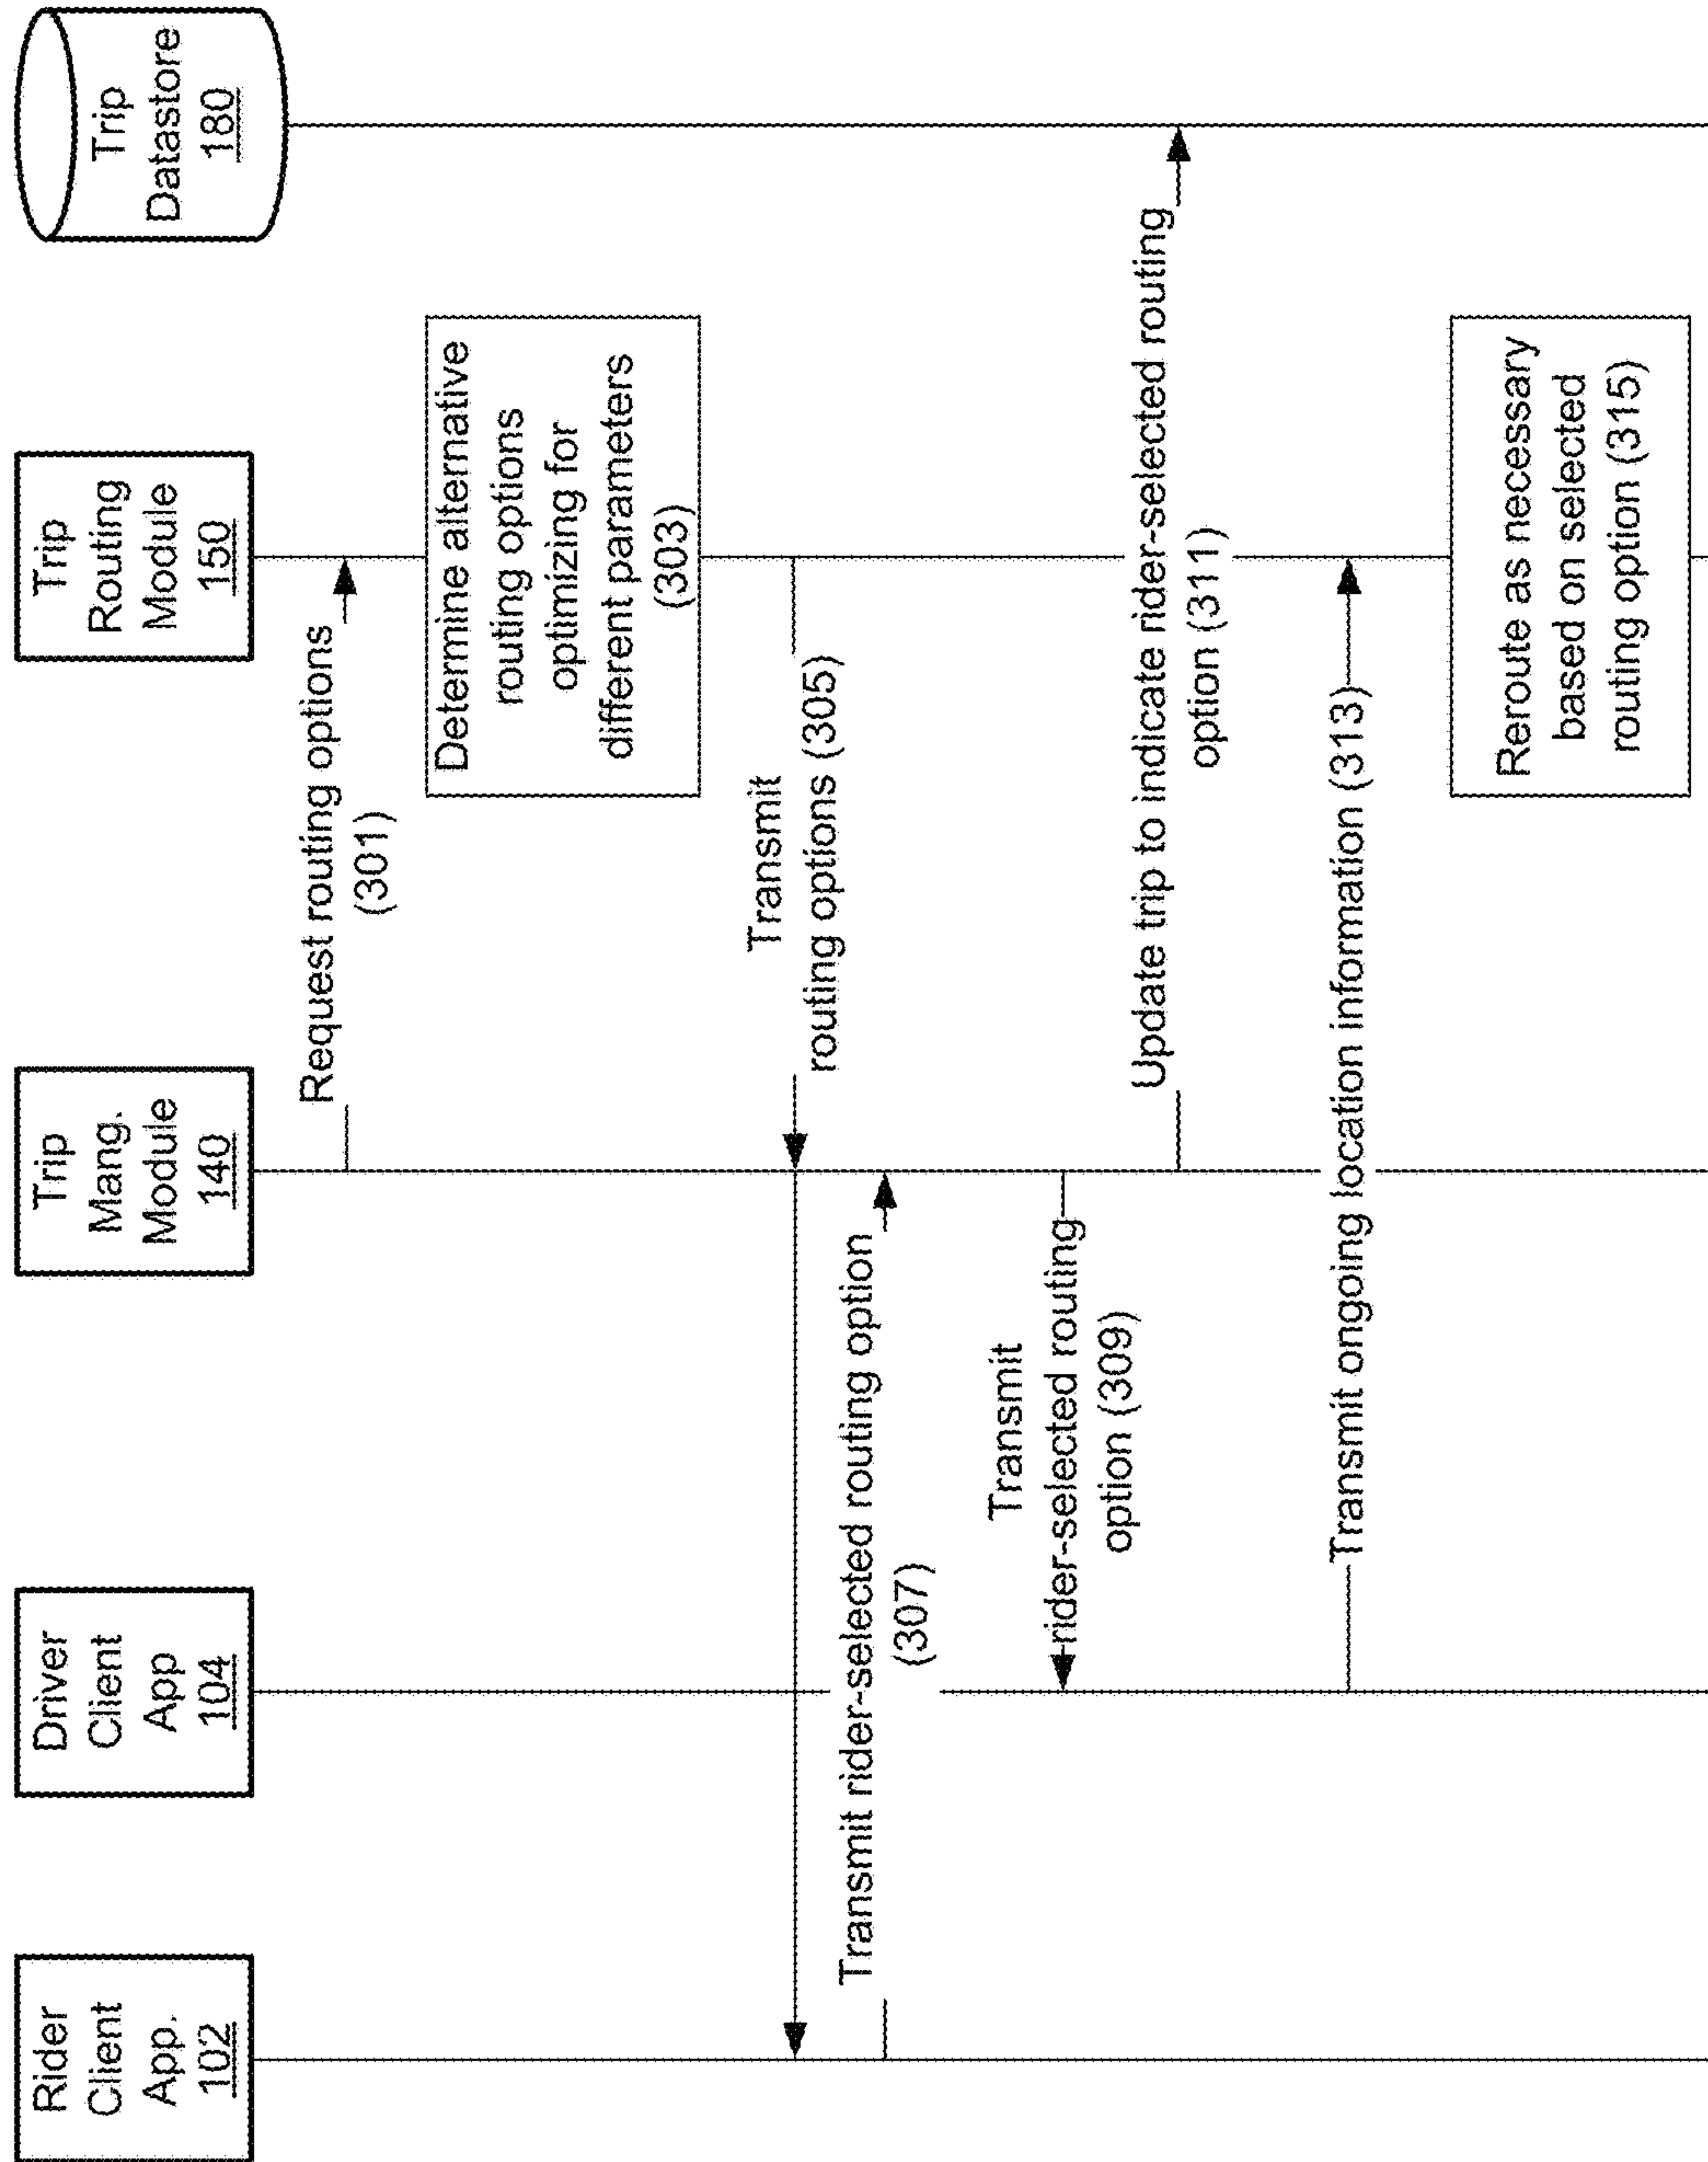 Rider
Client
App.
102
Driver
Client
App
104
Trip
Mang.
Module
140
Trip
Routing
Module
150
Trip
Datastore
180
Request routing options
(301)
Determine alternative
routing options
optimizing for
different parameters
(303)
Transmit
routing options (305)
Transmit rider-selected routing option
(307)
Transmit
rider-selected routing
option (309)
Update trip to indicate rider-selected routing
option (311)
Transmit ongoing location information (313)
Reroute as necessary
based on selected
routing option (315)